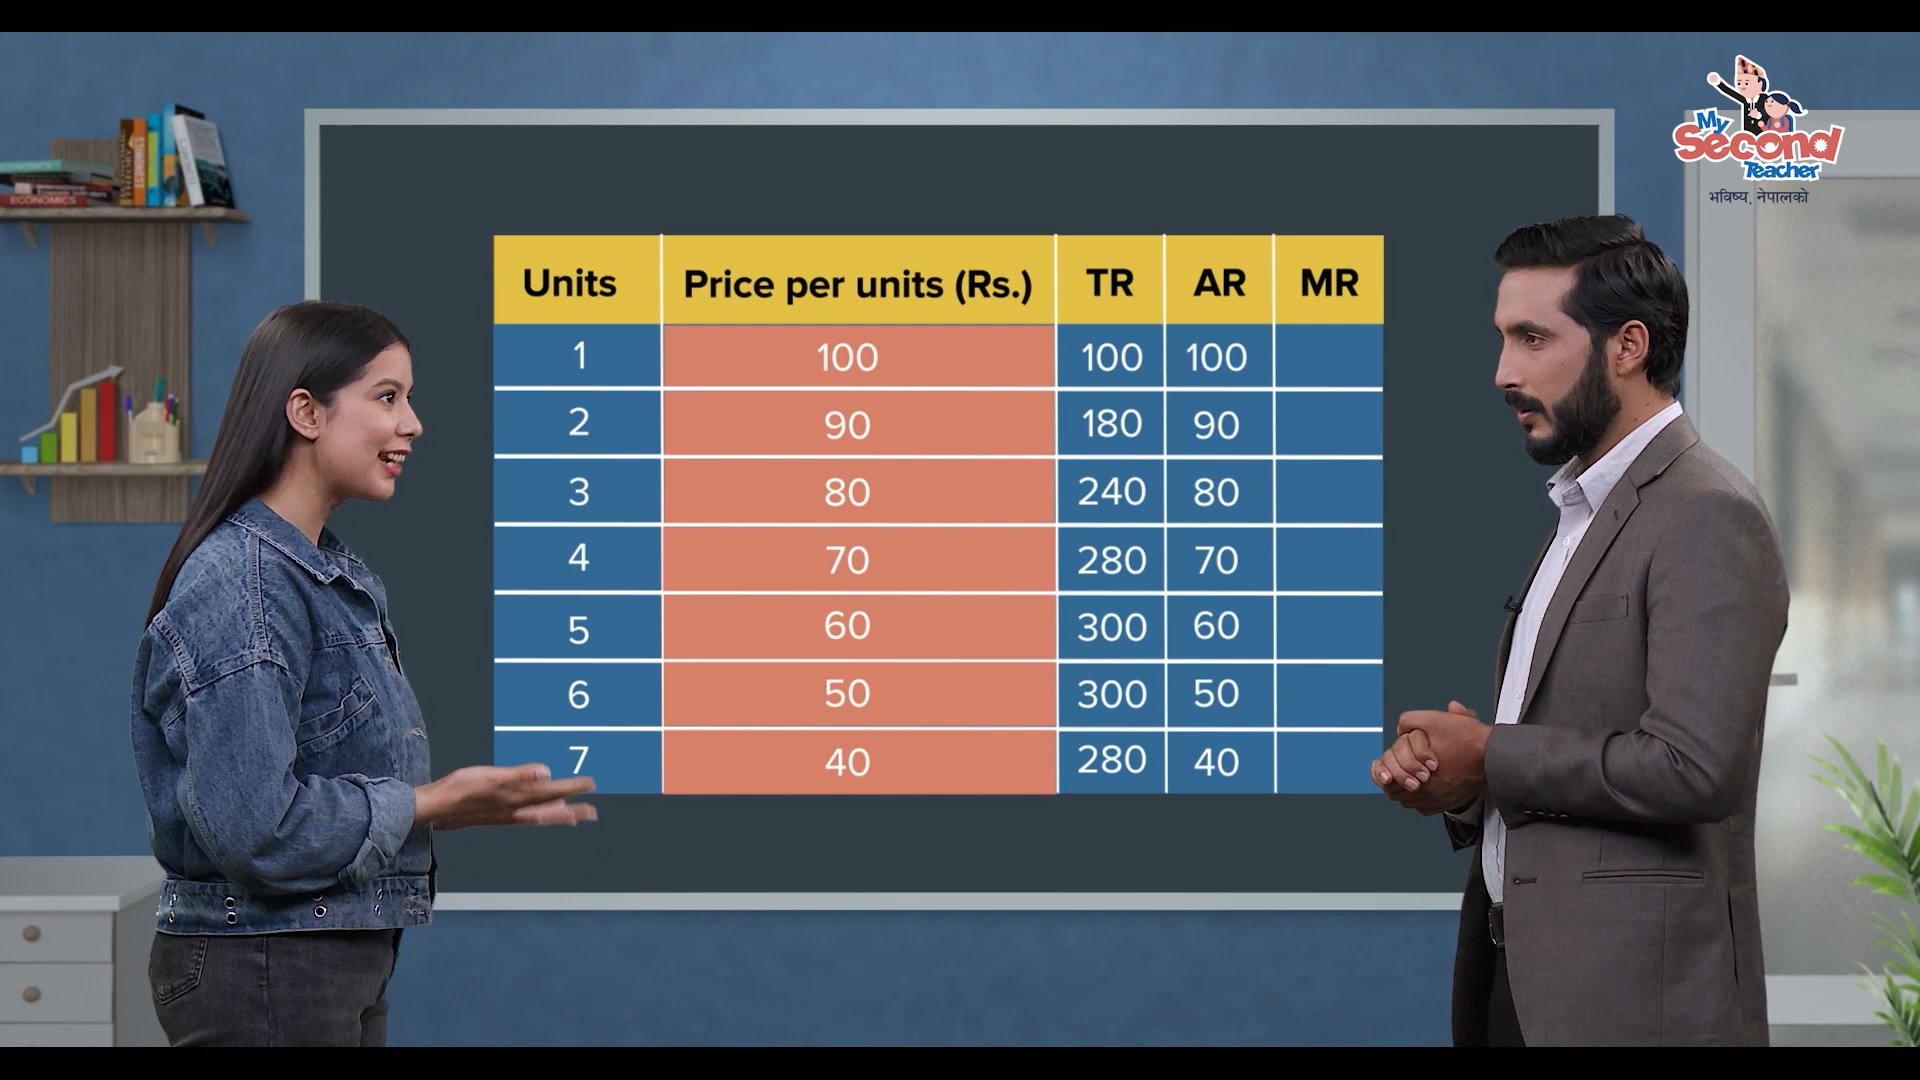 My
Second
Teacher
भविष्य, नेपालको
ECONOMICS
ECONOMICS
ECONOMICS
Units Price per units (Rs.) TR AR MR
1 100 100 100
2 90 180 90
3 80 240 80
4 70 280 70
5 60 300 60
6 50 300 50
7 40 280 40